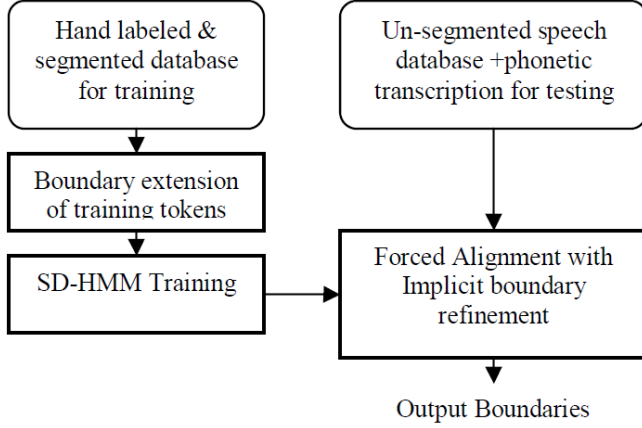 Hand labeled &
segmented database
for training
Un-segmented speech
database +phonetic
transcription for testing
Boundary extension
of training tokens
SD-HMM Training
Forced Alignment with
Implicit boundary
refinement
Output Boundaries